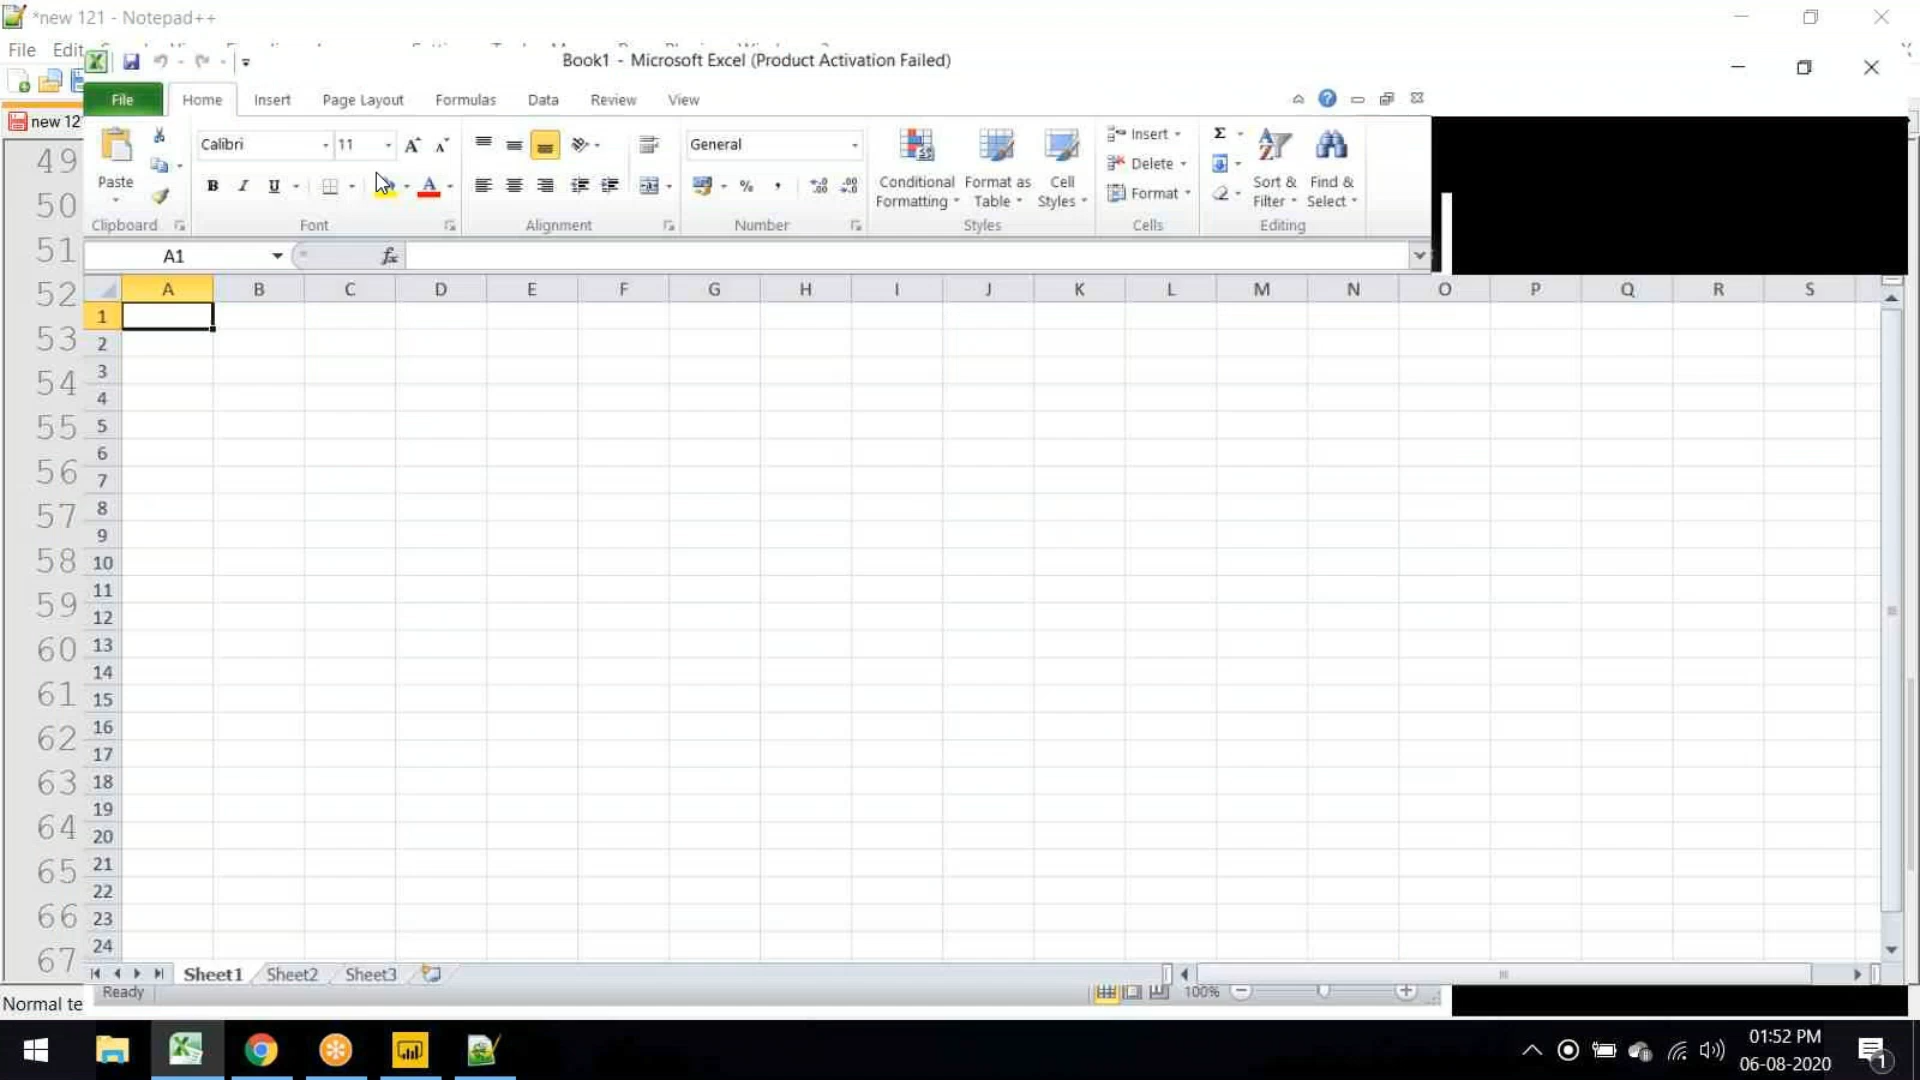 *new 121 - Notepad++
File Edit
Book1 - Microsoft Excel (Product Activation Failed)
File Home Insert Page Layout Formulas Data Review View
new 12
Calibri 11 General
Paste
B I U A % ,
Conditional Formatting Format as Table Cell Styles
Insert
Delete
Format
Σ
Sort & Filter Find & Select
Clipboard Font Alignment Number Styles Cells Editing
A1 fx
A B C D E F G H I J K L M N O P Q R S
1
2
3
4
5
6
7
8
9
10
11
12
13
14
15
16
17
18
19
20
21
22
23
24
49
50
51
52
53
54
55
56
57
58
59
60
61
62
63
64
65
66
67
Sheet1 Sheet2 Sheet3
Ready 100%
Normal te
01:52 PM
06-08-2020
1